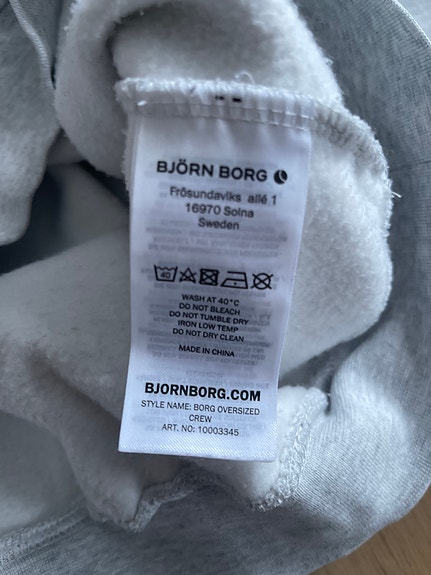 BJÖRN BORG
Frösundaviks allé 1
16970 Solna
Sweden
40
WASH AT 40°C
DO NOT BLEACH
DO NOT TUMBLE DRY
IRON LOW TEMP
DO NOT DRY CLEAN
MADE IN CHINA
BJORNBORG.COM
STYLE NAME: BORG OVERSIZED
CREW
ART. NO: 10003345